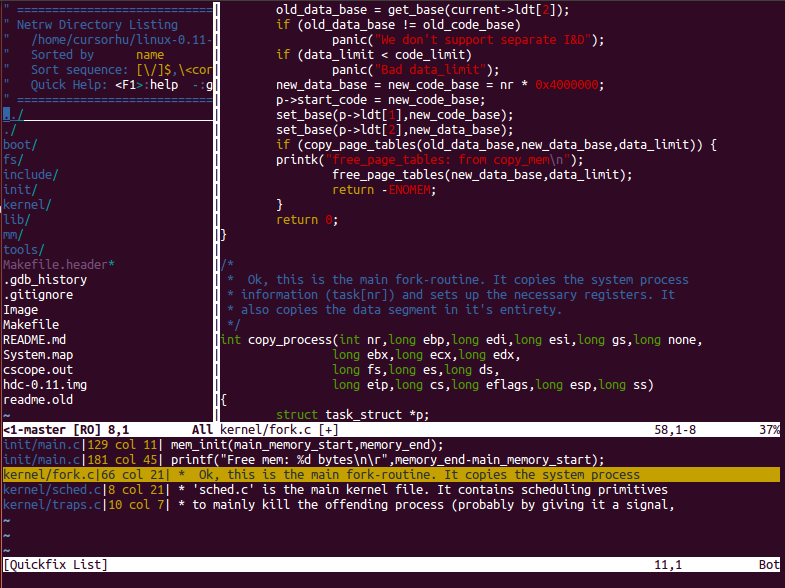 " =============================
" Netrw Directory Listing
"   /home/cursorhu/linux-0.11-
"   Sorted by      name
"   Sort sequence: [\/]$,\<cor
"   Quick Help: <F1>:help  -:g
" =============================
../
./
boot/
fs/
include/
init/
kernel/
lib/
mm/
tools/
Makefile.header*
.gdb_history
.gitignore
Image
Makefile
README.md
System.map
cscope.out
hdc-0.11.img
readme.old
~
<1-master [RO] 8,1         All
old_data_base = get_base(current->ldt[2]);
if (old_data_base != old_code_base)
panic("We don't support separate I&D");
if (data_limit < code_limit)
panic("Bad data_limit");
new_data_base = new_code_base = nr * 0x4000000;
p->start_code = new_code_base;
set_base(p->ldt[1],new_code_base);
set_base(p->ldt[2],new_data_base);
if (copy_page_tables(old_data_base,new_data_base,data_limit)) {
printk("free_page_tables: from copy_mem\n");
free_page_tables(new_data_base,data_limit);
return -ENOMEM;
}
return 0;
}
/*
 *  Ok, this is the main fork-routine. It copies the system process
 * information (task[nr]) and sets up the necessary registers. It
 * also copies the data segment in it's entirety.
 */
int copy_process(int nr,long ebp,long edi,long esi,long gs,long none,
long ebx,long ecx,long edx,
long fs,long es,long ds,
long eip,long cs,long eflags,long esp,long ss)
{
struct task_struct *p;
kernel/fork.c [+]                    58,1-8         37%
init/main.c|129 col 11| mem_init(main_memory_start,memory_end);
init/main.c|181 col 45| printf("Free mem: %d bytes\n\r",memory_end-main_memory_start);
kernel/fork.c|66 col 21| *  Ok, this is the main fork-routine. It copies the system process
kernel/sched.c|8 col 21| * 'sched.c' is the main kernel file. It contains scheduling primitives
kernel/traps.c|10 col 7| * to mainly kill the offending process (probably by giving it a signal,
~
~
~
[Quickfix List]                    11,1           Bot